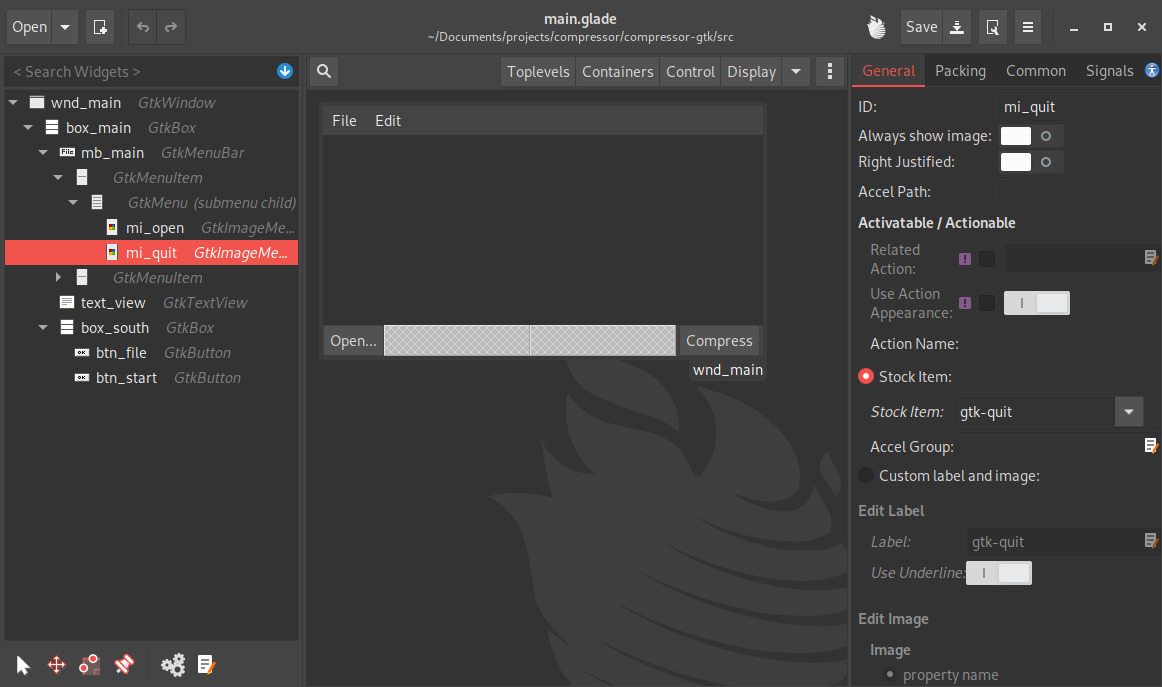 Open
main.glade
~/Documents/projects/compressor/compressor-gtk/src
Save
< Search Widgets >
wnd_main GtkWindow
box_main GtkBox
mb_main GtkMenuBar
GtkMenuItem
GtkMenu (submenu child)
mi_open GtkImageMe...
mi_quit GtkImageMe...
GtkMenuItem
text_view GtkTextView
box_south GtkBox
btn_file GtkButton
btn_start GtkButton
Toplevels Containers Control Display
File Edit
Open... Compress
wnd_main
General Packing Common Signals
ID: mi_quit
Always show image:
Right Justified:
Accel Path:
Activatable / Actionable
Related
Action:
Use Action
Appearance:
Action Name:
Stock Item:
Stock Item: gtk-quit
Accel Group:
Custom label and image:
Edit Label
Label: gtk-quit
Use Underline:
Edit Image
Image
property name